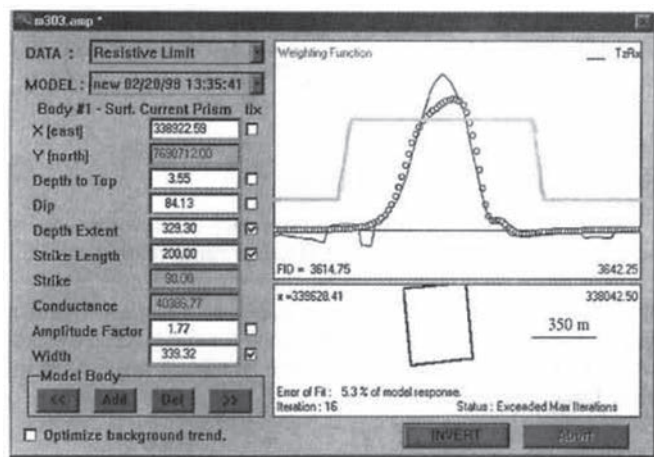 m303.amp *
DATA : Resistive Limit
MODEL : new 02/20/98 13:35:41
Body #1 - Surf. Current Prism fix
X [east] 338922.59
Y [north] 7690712.00
Depth to Top 3.55
Dip 84.13
Depth Extent 329.30
Strike Length 200.00
Strike 90.00
Conductance 40386.77
Amplitude Factor 1.77
Width 339.32
Model Body
<< Add Del >>
Optimize background trend.
Weighting Function TzRx
FID = 3614.75 3642.25
x =339628.41 338042.50
350 m
Error of Fit : 5.3 % of model response.
Iteration : 16 Status : Exceeded Max Iterations
INVERT Abort